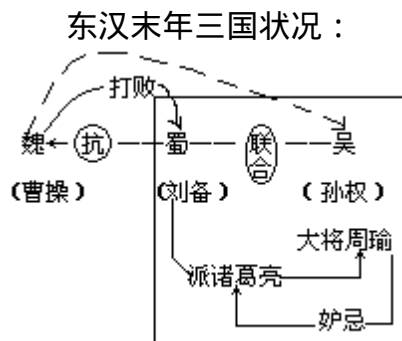 东汉末年三国状况：
打败
魏 抗 蜀 联合 吴
（曹操） （刘备） （孙权）
大将周瑜
派诸葛亮
妒忌